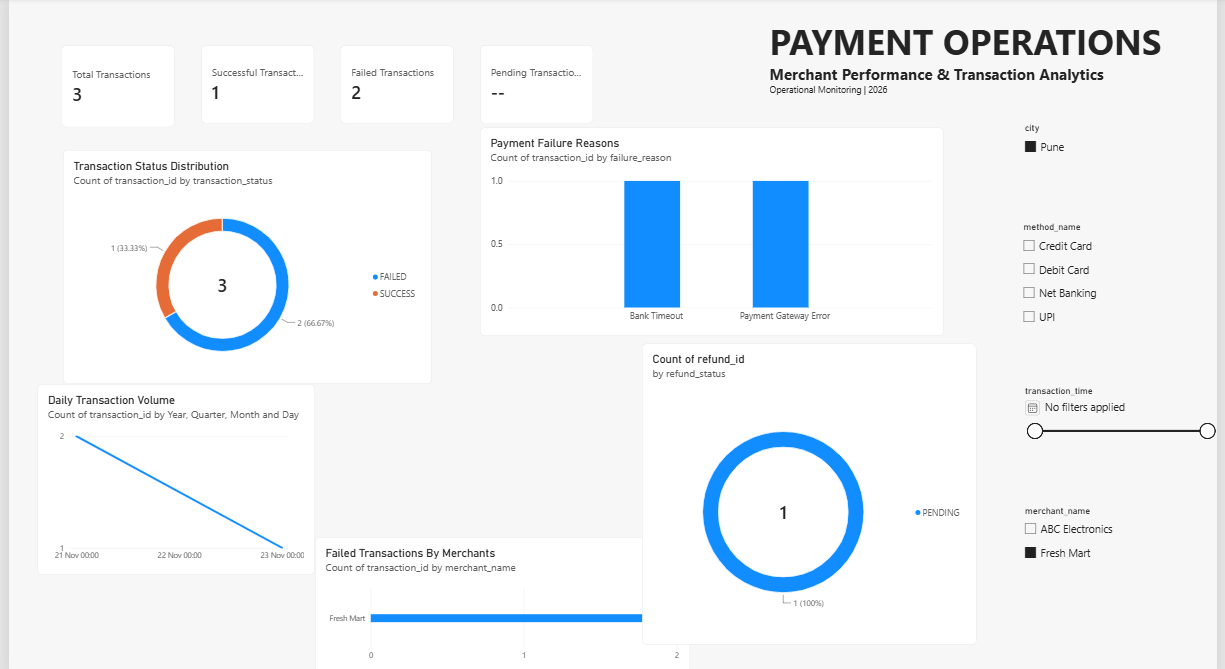 PAYMENT OPERATIONS
Merchant Performance & Transaction Analytics
Operational Monitoring | 2026
Total Transactions
3
Successful Transact...
1
Failed Transactions
2
Pending Transactio...
--
Transaction Status Distribution
Count of transaction_id by transaction_status
1 (33.33%)
3
2 (66.67%)
FAILED
SUCCESS
Payment Failure Reasons
Count of transaction_id by failure_reason
1.0
0.5
0.0
Bank Timeout
Payment Gateway Error
Daily Transaction Volume
Count of transaction_id by Year, Quarter, Month and Day
2
1
21 Nov 00:00
22 Nov 00:00
23 Nov 00:00
Failed Transactions By Merchants
Count of transaction_id by merchant_name
Fresh Mart
0
1
2
Count of refund_id
by refund_status
1
PENDING
1 (100%)
city
Pune
method_name
Credit Card
Debit Card
Net Banking
UPI
transaction_time
No filters applied
merchant_name
ABC Electronics
Fresh Mart